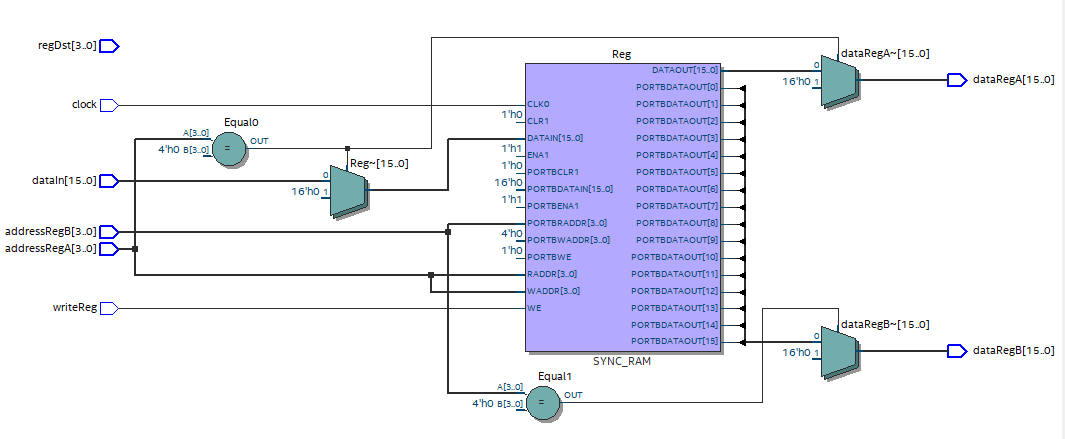 regDst[3..0]
clock
dataIn[15..0]
addressRegB[3..0]
addressRegA[3..0]
writeReg
Equal0
A[3..0]
4'h0 B[3..0]
=
OUT
Reg~[15..0]
0
16'h0 1
Reg
CLK0
1'h0 CLR1
DATAIN[15..0]
1'h1 ENA1
1'h0 PORTBCLR1
16'h0 PORTBDATAIN[15..0]
1'h1 PORTBENA1
PORTBRADDR[3..0]
4'h0 PORTBWADDR[3..0]
1'h0 PORTBWE
RADDR[3..0]
WADDR[3..0]
WE
DATAOUT[15..0]
PORTBDATAOUT[0]
PORTBDATAOUT[1]
PORTBDATAOUT[2]
PORTBDATAOUT[3]
PORTBDATAOUT[4]
PORTBDATAOUT[5]
PORTBDATAOUT[6]
PORTBDATAOUT[7]
PORTBDATAOUT[8]
PORTBDATAOUT[9]
PORTBDATAOUT[10]
PORTBDATAOUT[11]
PORTBDATAOUT[12]
PORTBDATAOUT[13]
PORTBDATAOUT[14]
PORTBDATAOUT[15]
SYNC_RAM
Equal1
A[3..0]
4'h0 B[3..0]
=
OUT
dataRegA~[15..0]
0
16'h0 1
dataRegA[15..0]
dataRegB~[15..0]
0
16'h0 1
dataRegB[15..0]